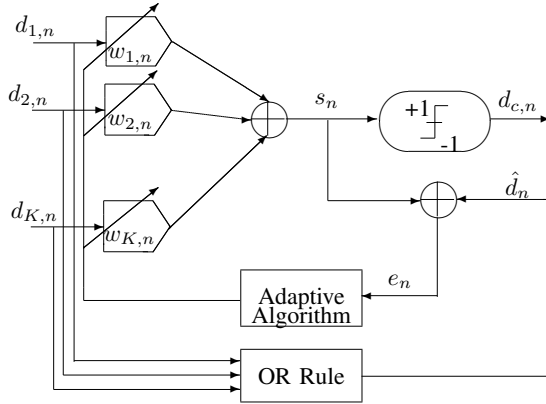 d_{1,n}
w_{1,n}
d_{2,n}
w_{2,n}
s_n
+1
-1
d_{c,n}
d_{K,n}
w_{K,n}
\hat{d}_n
e_n
Adaptive
Algorithm
OR Rule